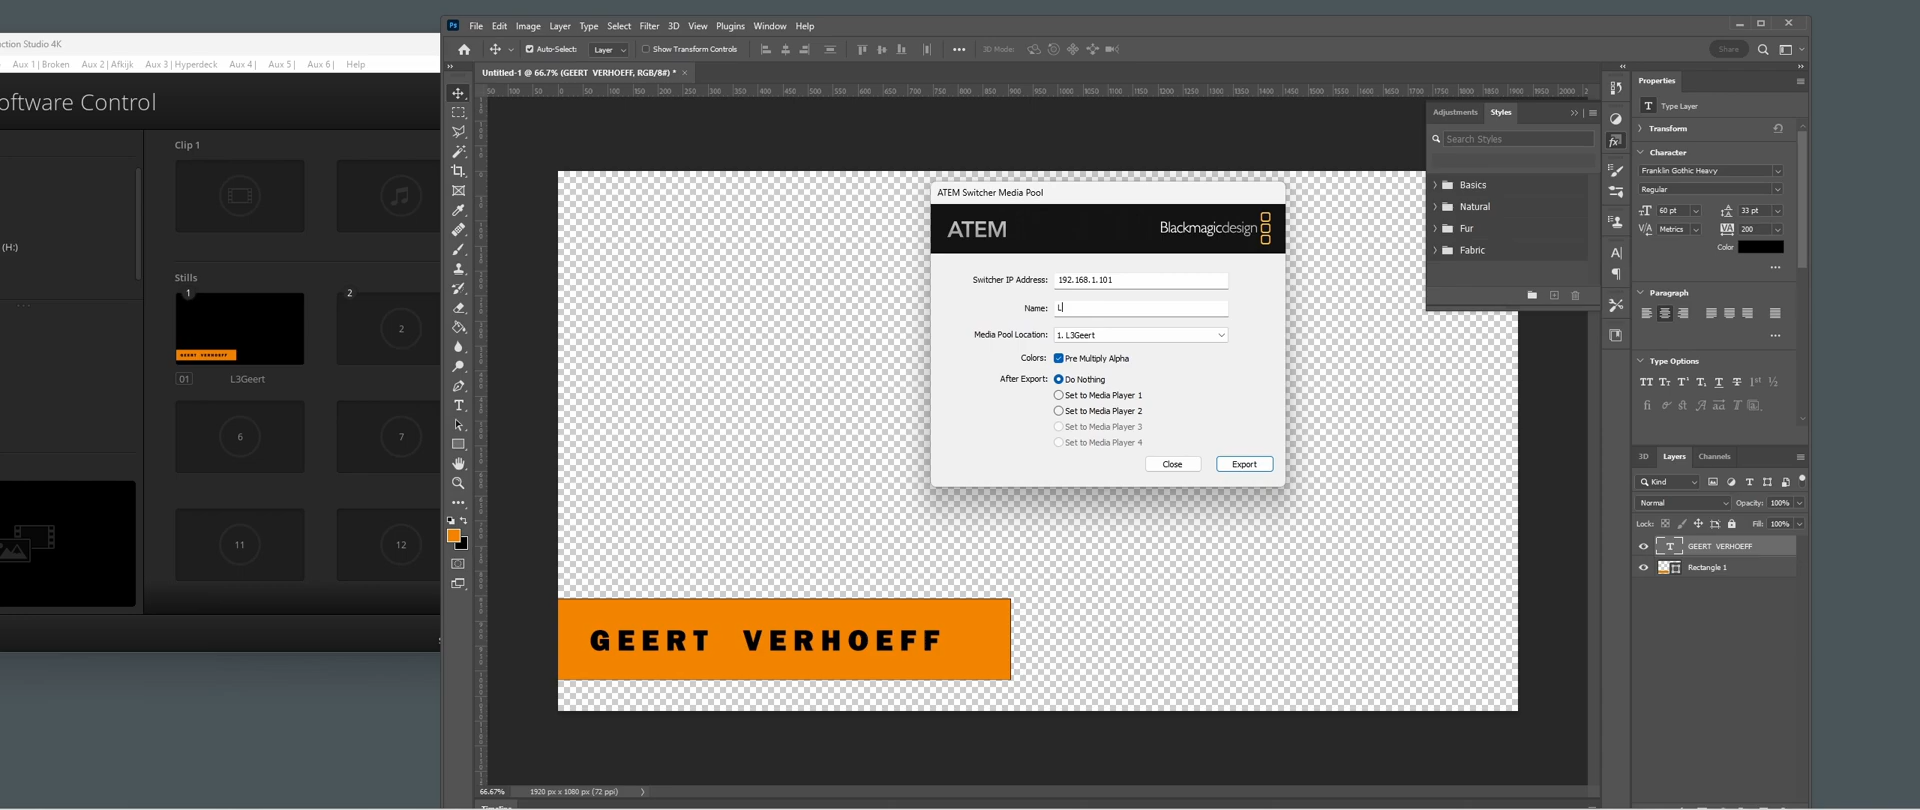 File Edit Image Layer Type Select Filter 3D View Plugins Window Help
ction Studio 4K
Auto-Select: Layer Show Transform Controls 3D Mode: Share
Aux 1 | Broken Aux 2 | Afkijk Aux 3 | Hyperdeck Aux 4 | Aux 5 | Aux 6 | Help
Untitled-1 @ 66.7% (GEERT VERHOEFF, RGB/8#) * ×
oftware Control
Clip 1
(H:)
Stills
1
2
2
GEERT VERHOEFF
01 L3Geert
6 7
11 12
ATEM Switcher Media Pool
ATEM Blackmagicdesign
Switcher IP Address: 192.168.1.101
Name: L
Media Pool Location: 1. L3Geert
Colors: Pre Multiply Alpha
After Export: Do Nothing
Set to Media Player 1
Set to Media Player 2
Set to Media Player 3
Set to Media Player 4
Close Export
GEERT VERHOEFF
66.67% 1920 px x 1080 px (72 ppi)
Timeline
Adjustments Styles
Search Styles
Basics
Natural
Fur
Fabric
Properties
Type Layer
Transform
Character
Franklin Gothic Heavy
Regular
60 pt 33 pt
Metrics 200
Color
Paragraph
Type Options
3D Layers Channels
Kind
Normal Opacity: 100%
Lock: Fill: 100%
GEERT VERHOEFF
Rectangle 1